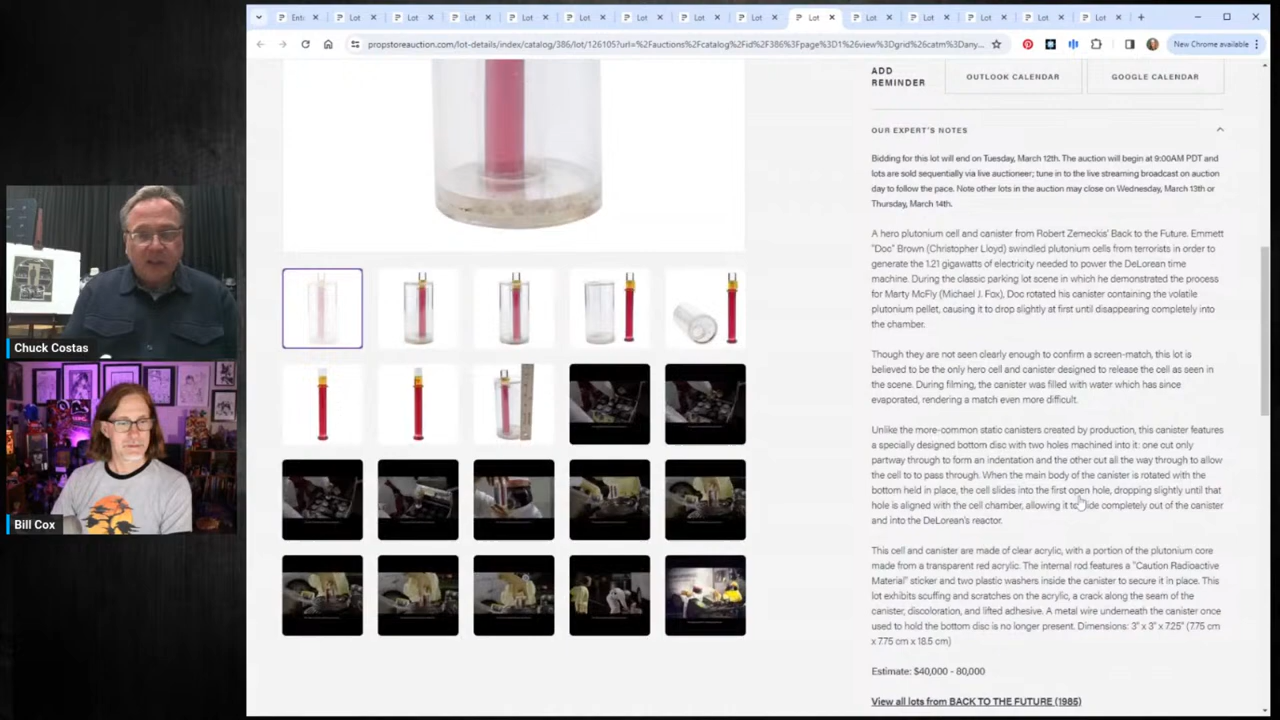 Ent
Lot
Lot
Lot
Lot
Lot
Lot
Lot
Lot
Lot
Lot
Lot
Lot
Lot
Lot
propstoreauction.com/lot-details/index/catalog/386/lot/126105?url=%2Fauctions%2Fcatalog%2Fid%2F386%3Fpage%3D1%26view%3Dgrid%26catm%3Dany...
New Chrome available
ADD
REMINDER
OUTLOOK CALENDAR
GOOGLE CALENDAR
OUR EXPERT'S NOTES
Bidding for this lot will end on Tuesday, March 12th. The auction will begin at 9:00AM PDT and
lots are sold sequentially via live auctioneer; tune in to the live streaming broadcast on auction
day to follow the pace. Note other lots in the auction may close on Wednesday, March 13th or
Thursday, March 14th.
A hero plutonium cell and canister from Robert Zemeckis' Back to the Future. Emmett
"Doc" Brown (Christopher Lloyd) swindled plutonium cells from terrorists in order to
generate the 1.21 gigawatts of electricity needed to power the DeLorean time
machine. During the classic parking lot scene in which he demonstrated the process
for Marty McFly (Michael J. Fox), Doc rotated his canister containing the volatile
plutonium pellet, causing it to drop slightly at first until disappearing completely into
the chamber.
Though they are not seen clearly enough to confirm a screen-match, this lot is
believed to be the only hero cell and canister designed to release the cell as seen in
the scene. During filming, the canister was filled with water which has since
evaporated, rendering a match even more difficult.
Unlike the more-common static canisters created by production, this canister features
a specially designed bottom disc with two holes machined into it: one cut only
partway through to form an indentation and the other cut all the way through to allow
the cell to to pass through. When the main body of the canister is rotated with the
bottom held in place, the cell slides into the first open hole, dropping slightly until that
hole is aligned with the cell chamber, allowing it to slide completely out of the canister
and into the DeLorean's reactor.
This cell and canister are made of clear acrylic, with a portion of the plutonium core
made from a transparent red acrylic. The internal rod features a "Caution Radioactive
Material" sticker and two plastic washers inside the canister to secure it in place. This
lot exhibits scuffing and scratches on the acrylic, a crack along the seam of the
canister, discoloration, and lifted adhesive. A metal wire underneath the canister once
used to hold the bottom disc is no longer present. Dimensions: 3" x 3" x 7.25" (7.75 cm
x 7.75 cm x 18.5 cm)
Estimate: $40,000 - 80,000
View all lots from BACK TO THE FUTURE (1985)
Chuck Costas
Bill Cox